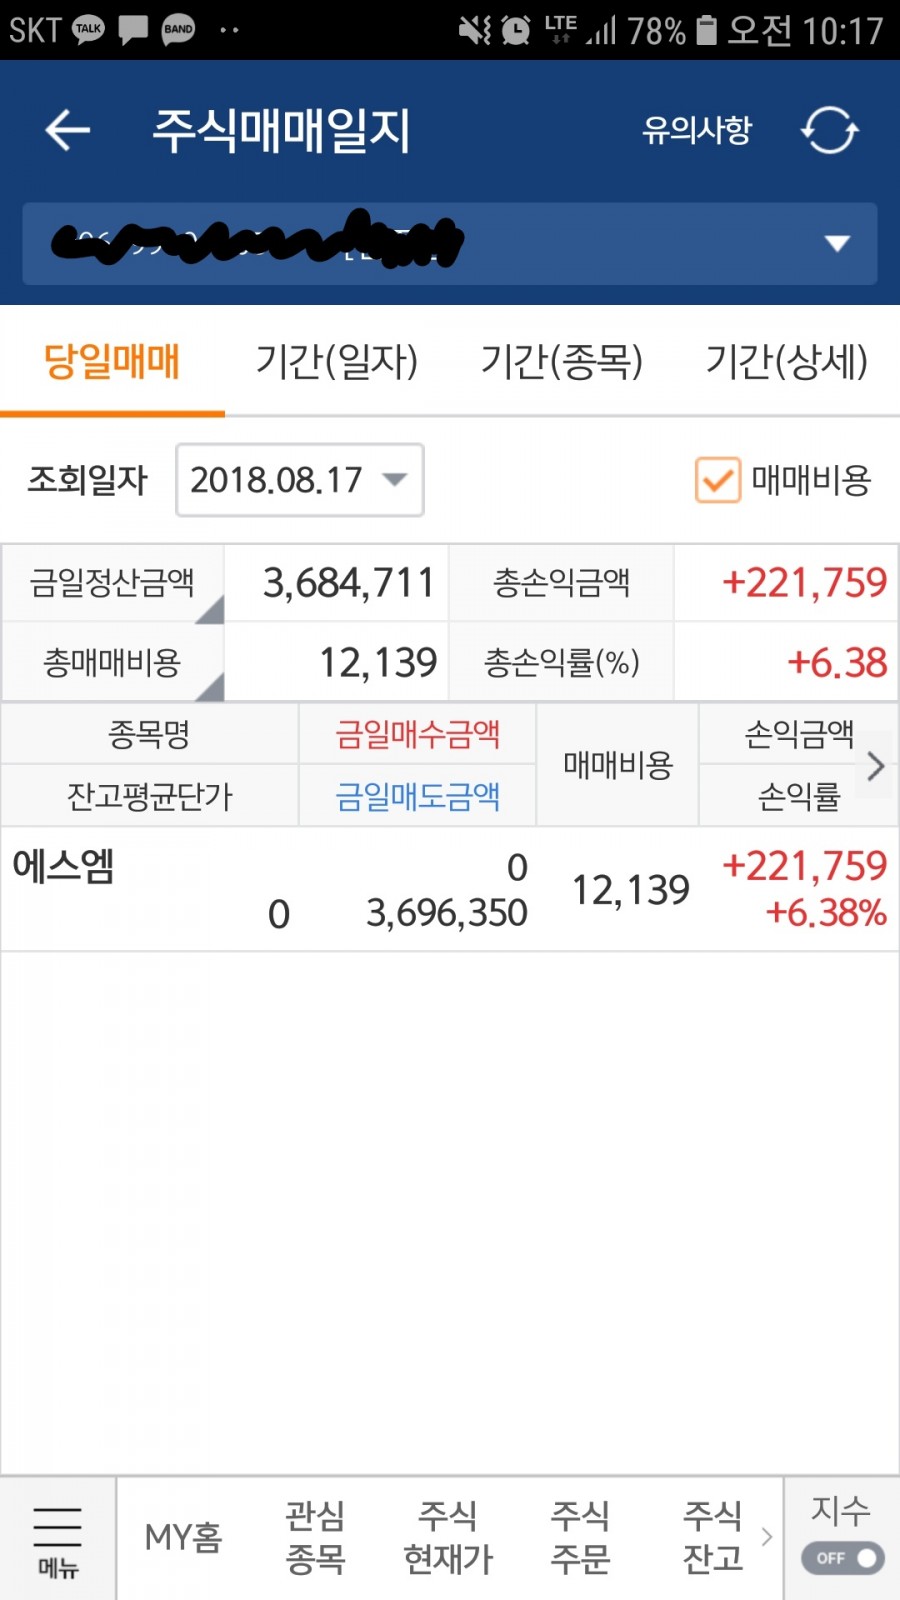 SKT TALK BAND LTE 78% 오전 10:17
주식매매일지 유의사항
당일매매 기간(일자) 기간(종목) 기간(상세)
조회일자 2018.08.17 매매비용
금일정산금액 3,684,711 총손익금액 +221,759
총매매비용 12,139 총손익률(%) +6.38
종목명 금일매수금액 매매비용 손익금액
잔고평균단가 금일매도금액 손익률
에스엠 0 12,139 +221,759
0 3,696,350 +6.38%
메뉴 MY홈 관심 종목 주식 현재가 주식 주문 주식 잔고 지수 OFF